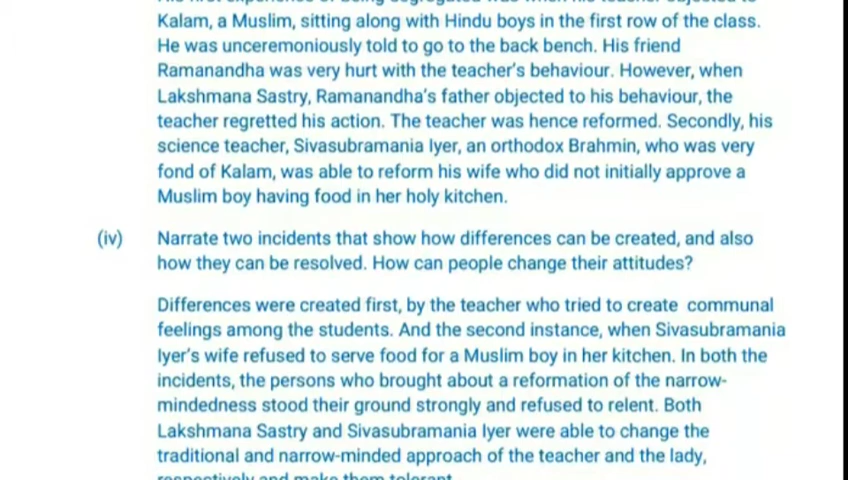 Kalam, a Muslim, sitting along with Hindu boys in the first row of the class.
He was unceremoniously told to go to the back bench. His friend
Ramanandha was very hurt with the teacher's behaviour. However, when
Lakshmana Sastry, Ramanandha's father objected to his behaviour, the
teacher regretted his action. The teacher was hence reformed. Secondly, his
science teacher, Sivasubramania Iyer, an orthodox Brahmin, who was very
fond of Kalam, was able to reform his wife who did not initially approve a
Muslim boy having food in her holy kitchen.
(iv) Narrate two incidents that show how differences can be created, and also
how they can be resolved. How can people change their attitudes?
Differences were created first, by the teacher who tried to create communal
feelings among the students. And the second instance, when Sivasubramania
Iyer's wife refused to serve food for a Muslim boy in her kitchen. In both the
incidents, the persons who brought about a reformation of the narrow-
mindedness stood their ground strongly and refused to relent. Both
Lakshmana Sastry and Sivasubramania Iyer were able to change the
traditional and narrow-minded approach of the teacher and the lady,
respectively and make them tolerant.